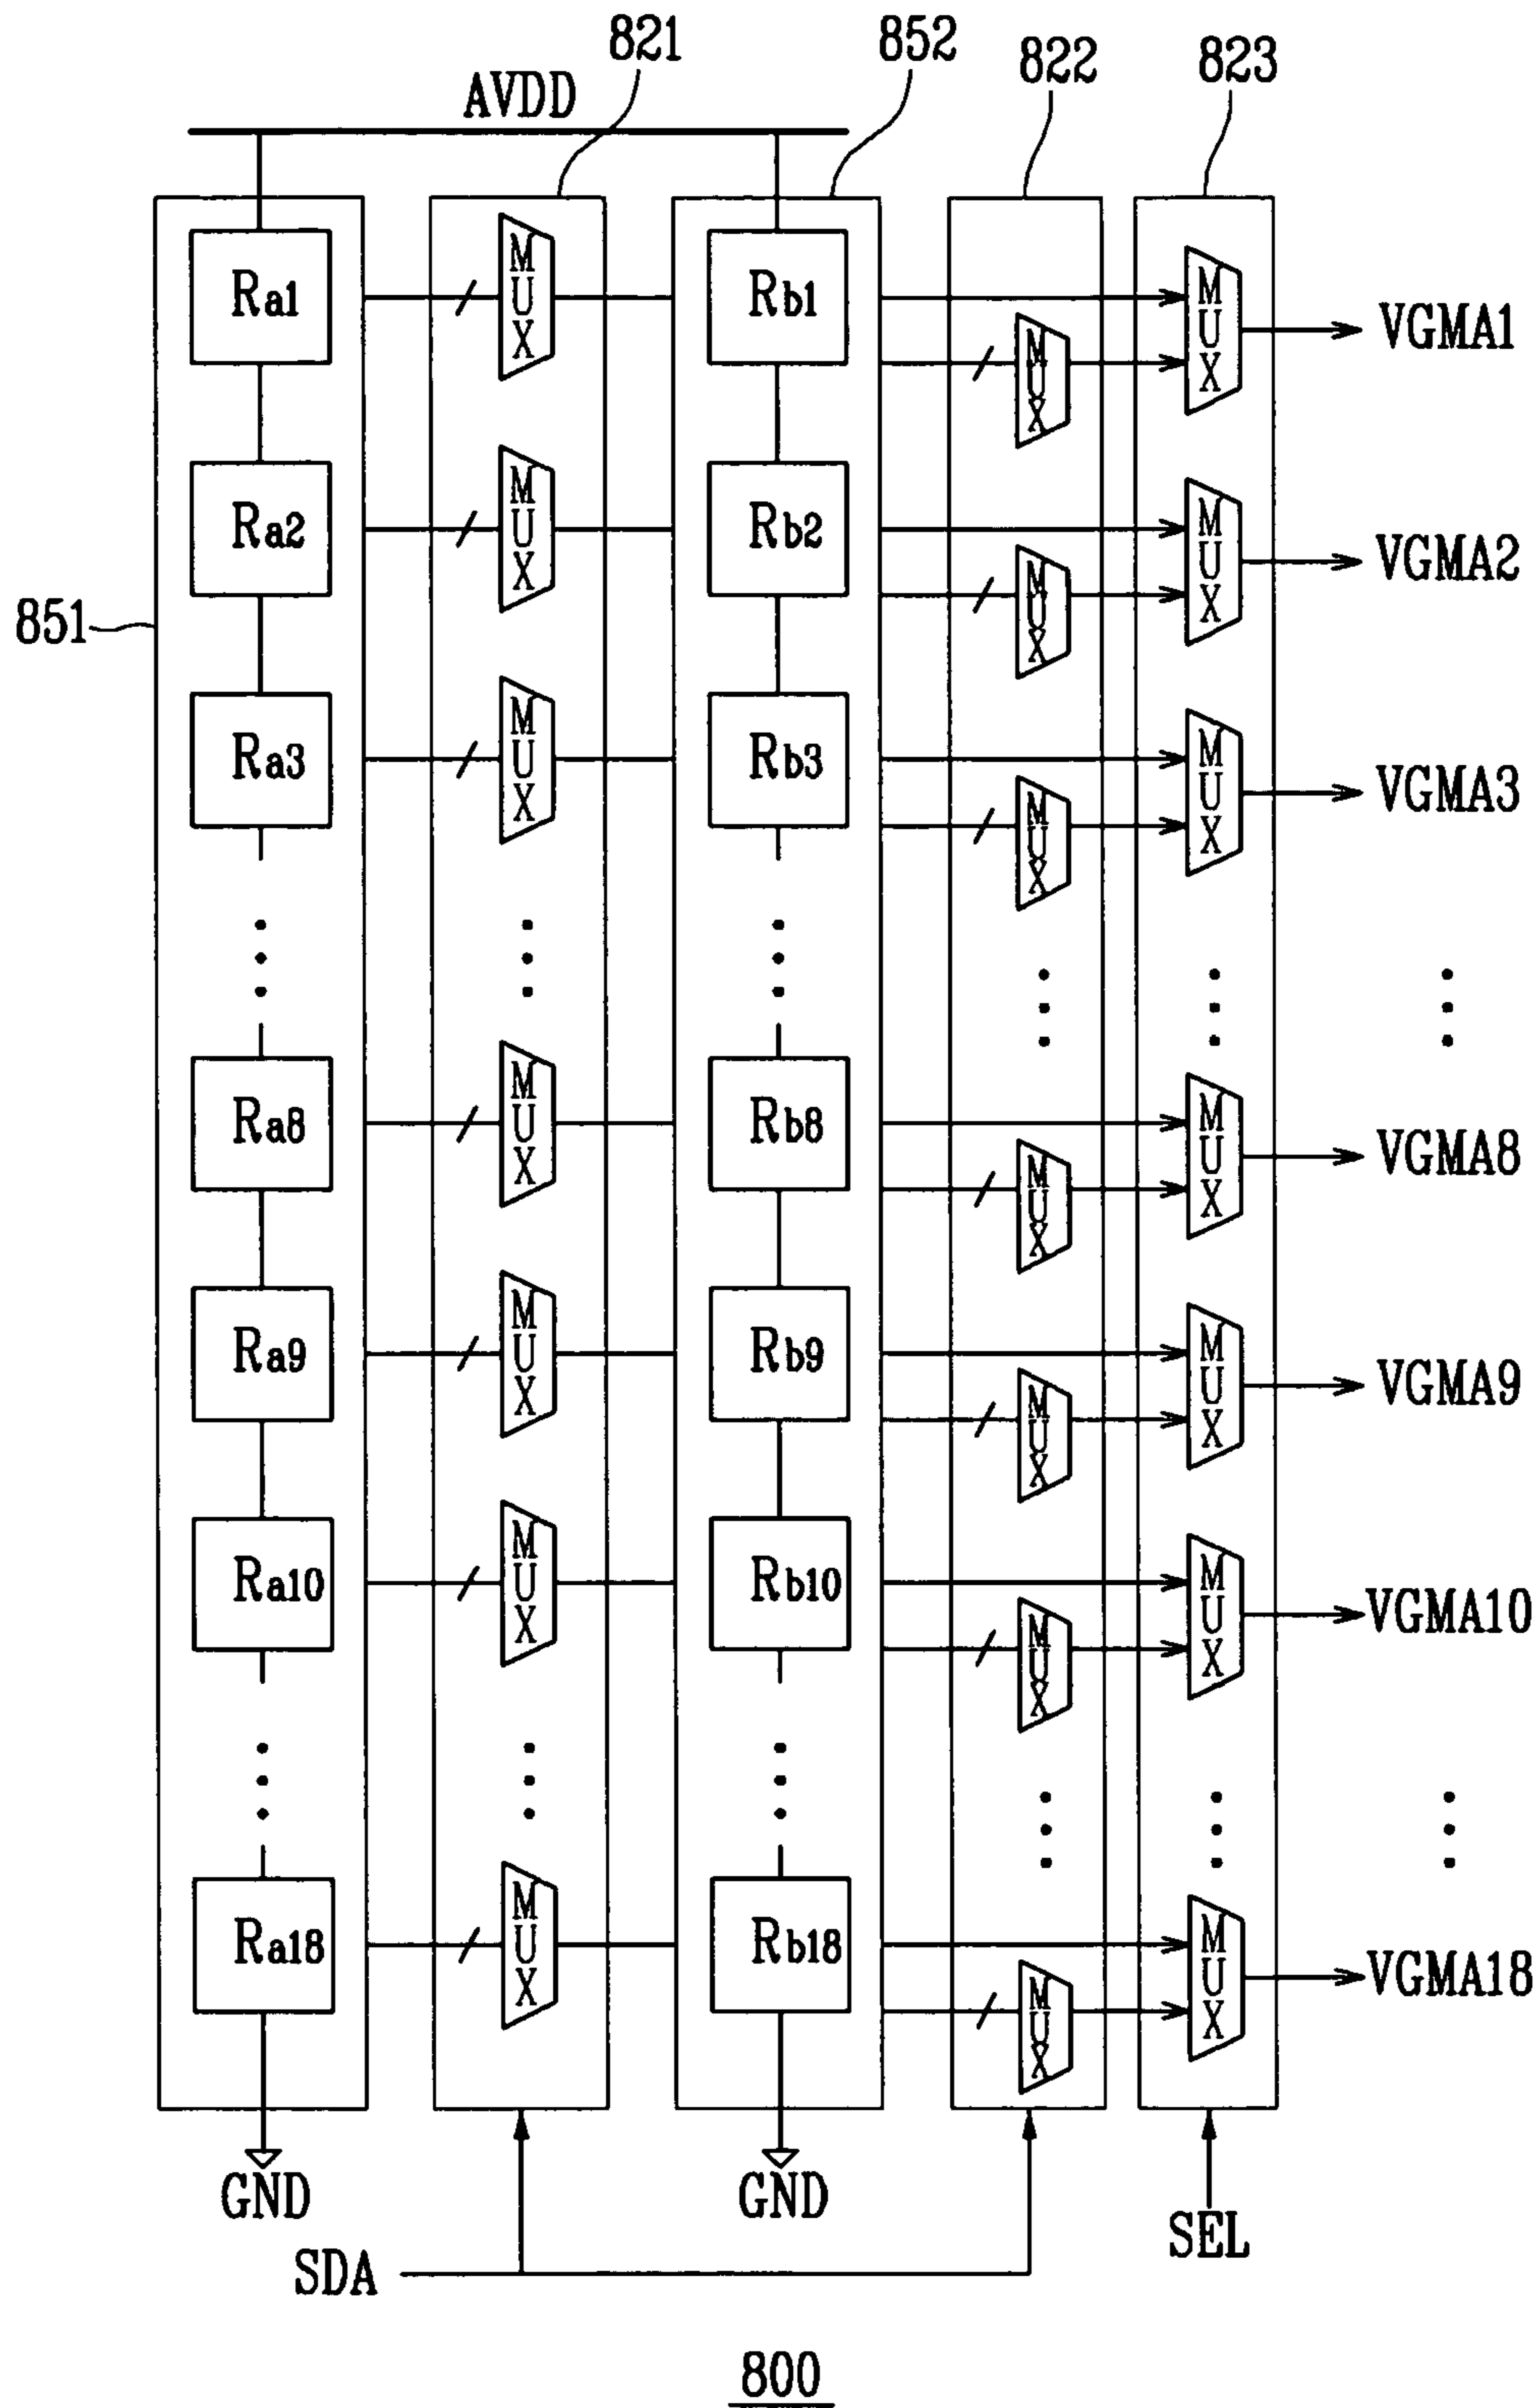 821 852 822 823
AVDD
Ra1 MUX Rb1 MUX MUX VGMA1
Ra2 MUX Rb2 MUX MUX VGMA2
851
Ra3 MUX Rb3 MUX MUX VGMA3
Ra8 MUX Rb8 MUX MUX VGMA8
Ra9 MUX Rb9 MUX MUX VGMA9
Ra10 MUX Rb10 MUX MUX VGMA10
Ra18 MUX Rb18 MUX MUX VGMA18
GND GND
SEL
SDA
800